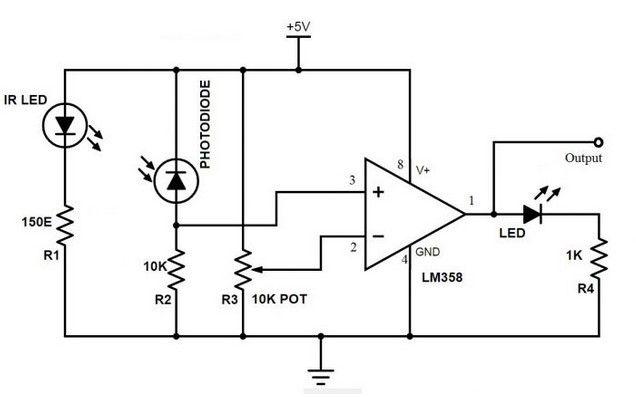 +5V
IR LED
PHOTODIODE
8
V+
Output
3
+
1
2
−
LED
150E
R1
10K
R2
R3
10K POT
4
GND
LM358
1K
R4